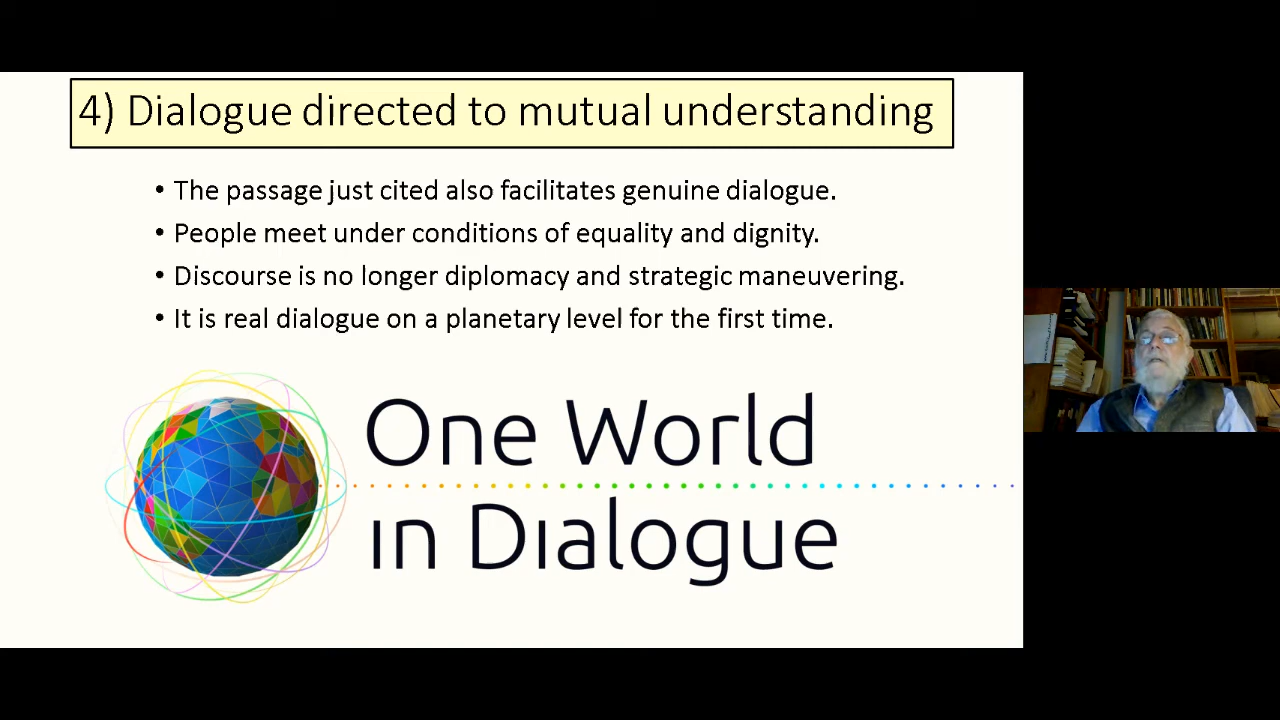 4) Dialogue directed to mutual understanding
• The passage just cited also facilitates genuine dialogue.
• People meet under conditions of equality and dignity.
• Discourse is no longer diplomacy and strategic maneuvering.
• It is real dialogue on a planetary level for the first time.
One World
in Dialogue